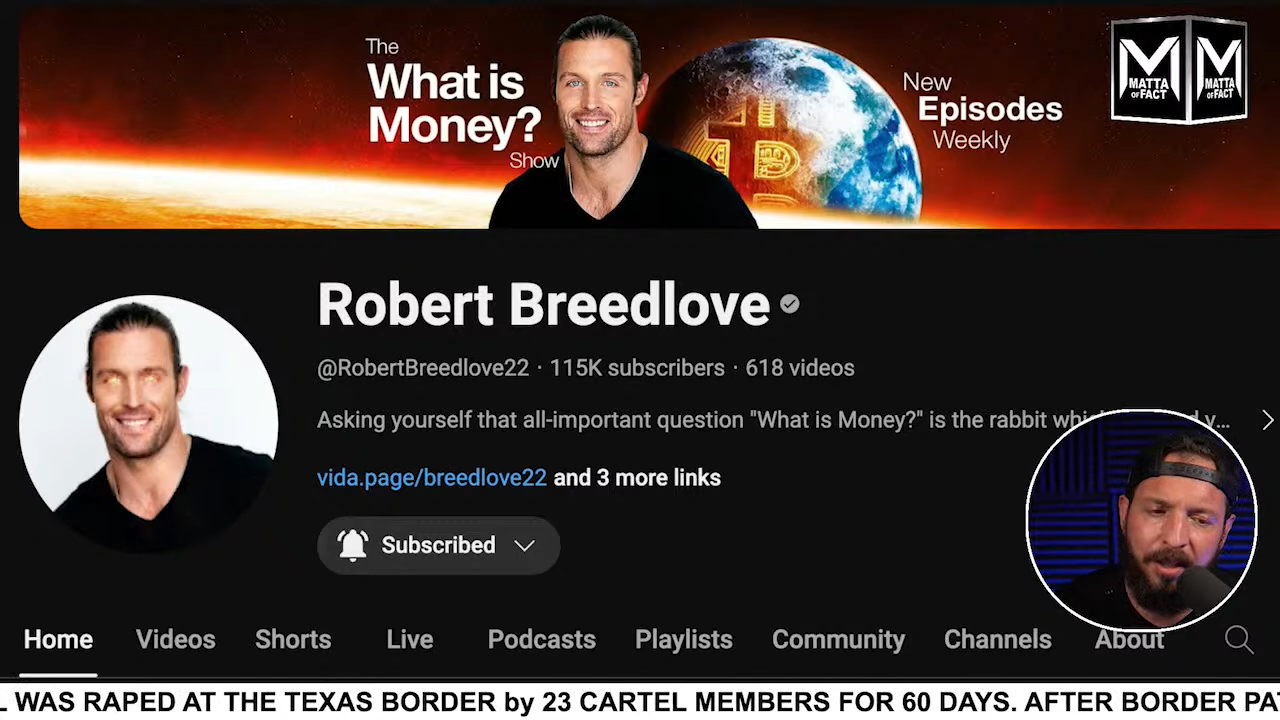 The
What is
Money?
Show
New
Episodes
Weekly
MATTA
OF FACT
MATTA
OF FACT
Robert Breedlove
@RobertBreedlove22 · 115K subscribers · 618 videos
Asking yourself that all-important question "What is Money?" is the rabbit
vida.page/breedlove22 and 3 more links
Subscribed
Home Videos Shorts Live Podcasts Playlists Community Channels About
WAS RAPED AT THE TEXAS BORDER by 23 CARTEL MEMBERS FOR 60 DAYS. AFTER BORDER